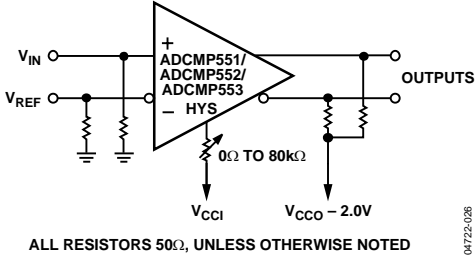 V_IN
V_REF
+
ADCMP551/
ADCMP552/
ADCMP553
HYS
−
OUTPUTS
0Ω TO 80kΩ
V_CCI
V_CCO – 2.0V
ALL RESISTORS 50Ω, UNLESS OTHERWISE NOTED
04722-026